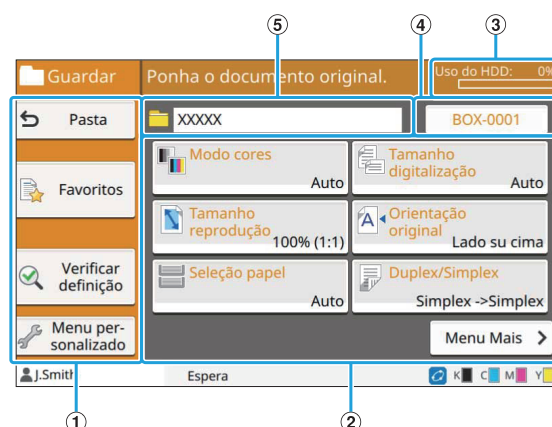 5 4 3
Guardar Ponha o documento original. Uso do HDD: 0%
Pasta
XXXXX
BOX-0001
Modo cores
Auto
Tamanho
digitalização
Auto
Favoritos
Tamanho
reprodução
100% (1:1)
Orientação
original
Lado su cima
Verificar
definição
Seleção papel
Auto
Duplex/Simplex
Simplex ->Simplex
Menu per-
sonalizado
Menu Mais
J.Smith Espera K C M Y
1 2